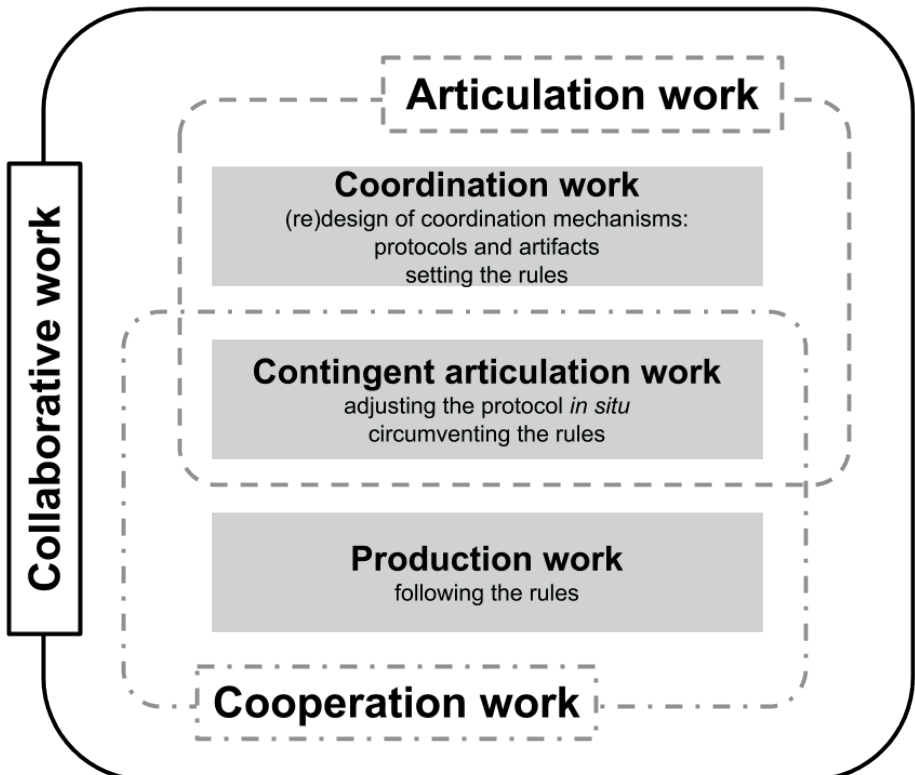 Articulation work
Coordination work
(re)design of coordination mechanisms:
protocols and artifacts
setting the rules
Collaborative work
Contingent articulation work
adjusting the protocol in situ
circumventing the rules
Production work
following the rules
Cooperation work